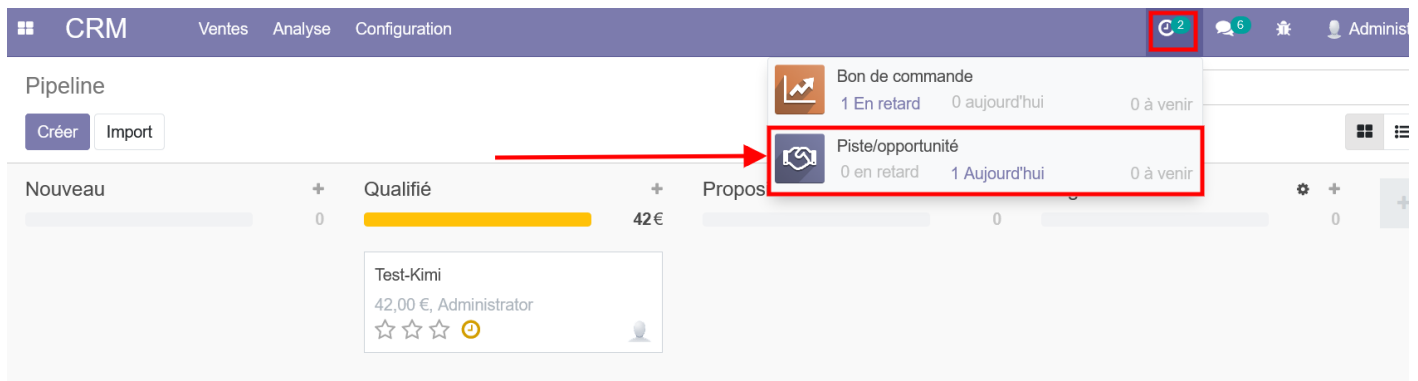 CRM Ventes Analyse Configuration 2 6
Pipeline
Créer Import
Bon de commande
1 En retard 0 aujourd'hui 0 à venir
Piste/opportunité
0 en retard 1 Aujourd'hui 0 à venir
Nouveau + Qualifié + +
0 42€ 0 0
Test-Kimi
42,00 €, Administrator